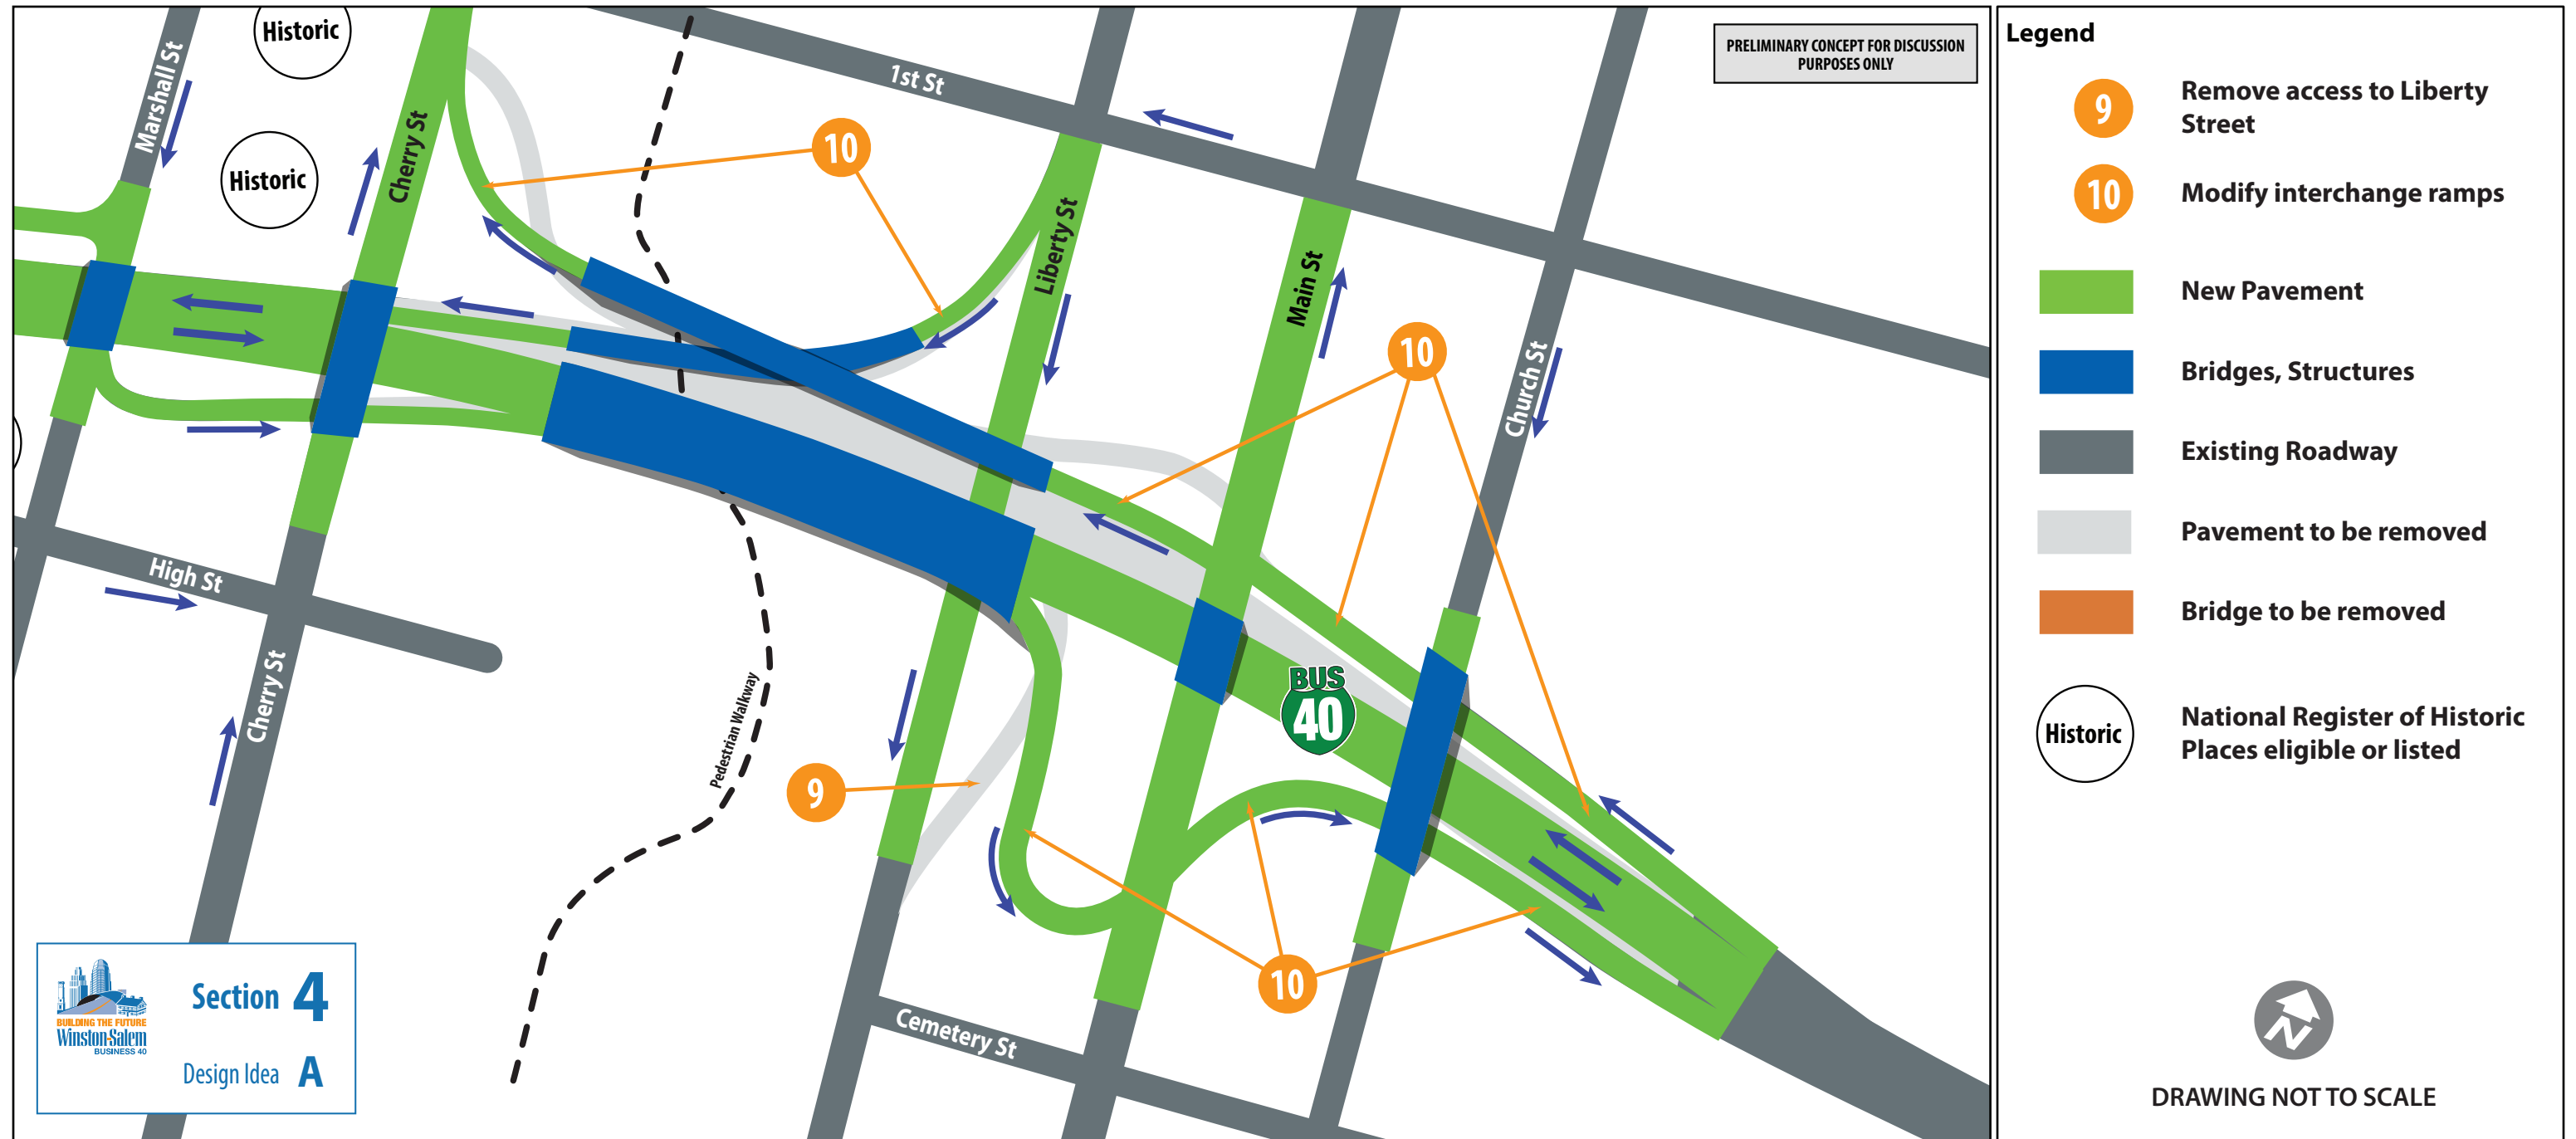 Historic
Marshall St
Historic
Cherry St
10
1st St
PRELIMINARY CONCEPT FOR DISCUSSION
PURPOSES ONLY
Liberty St
Main St
10
Church St
High St
Cherry St
Pedestrian Walkway
BUS
40
9
10
Cemetery St
BUILDING THE FUTURE
Winston-Salem
BUSINESS 40
Section 4
Design Idea A
Legend
9 Remove access to Liberty
Street
10 Modify interchange ramps
New Pavement
Bridges, Structures
Existing Roadway
Pavement to be removed
Bridge to be removed
Historic
National Register of Historic
Places eligible or listed
N
DRAWING NOT TO SCALE